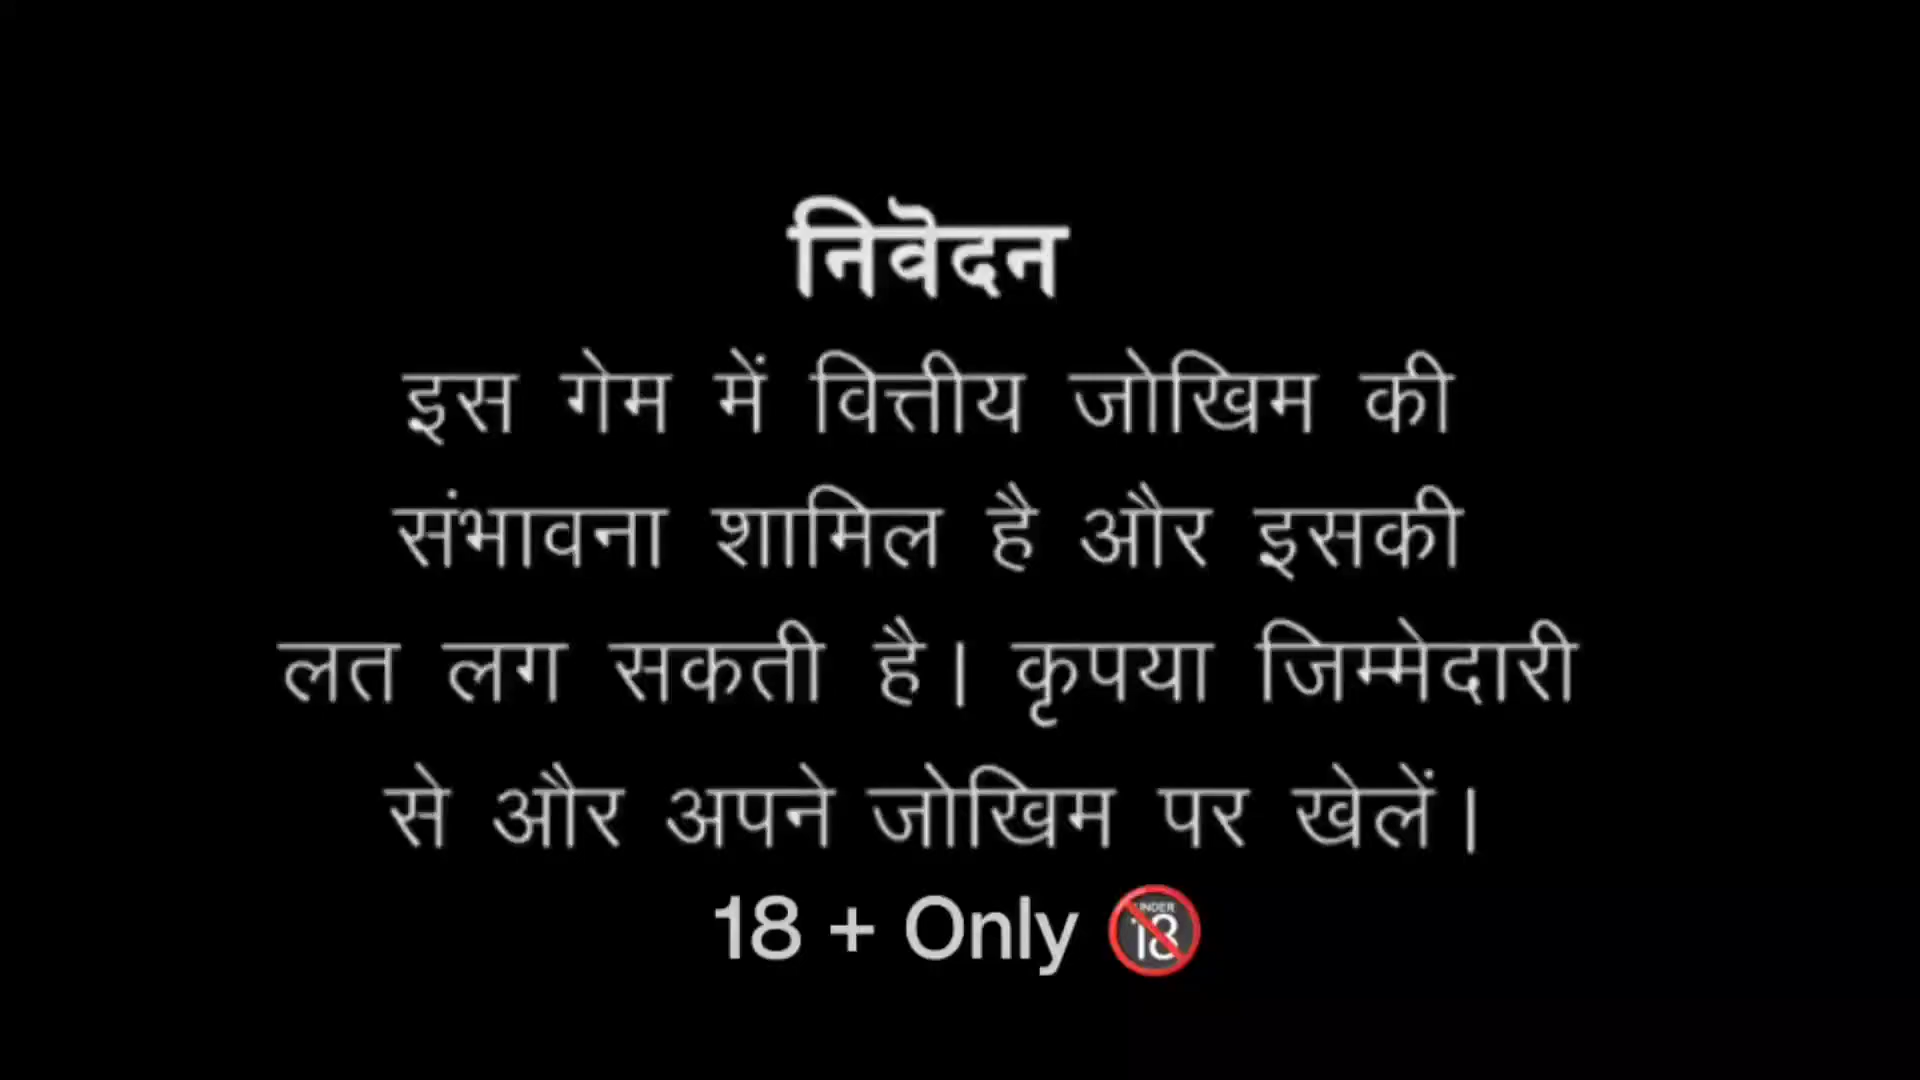 निवेदन
इस गेम में वित्तीय जोखिम की
संभावना शामिल है और इसकी
लत लग सकती है। कृपया जिम्मेदारी
से और अपने जोखिम पर खेलें।
18 + Only 🔞